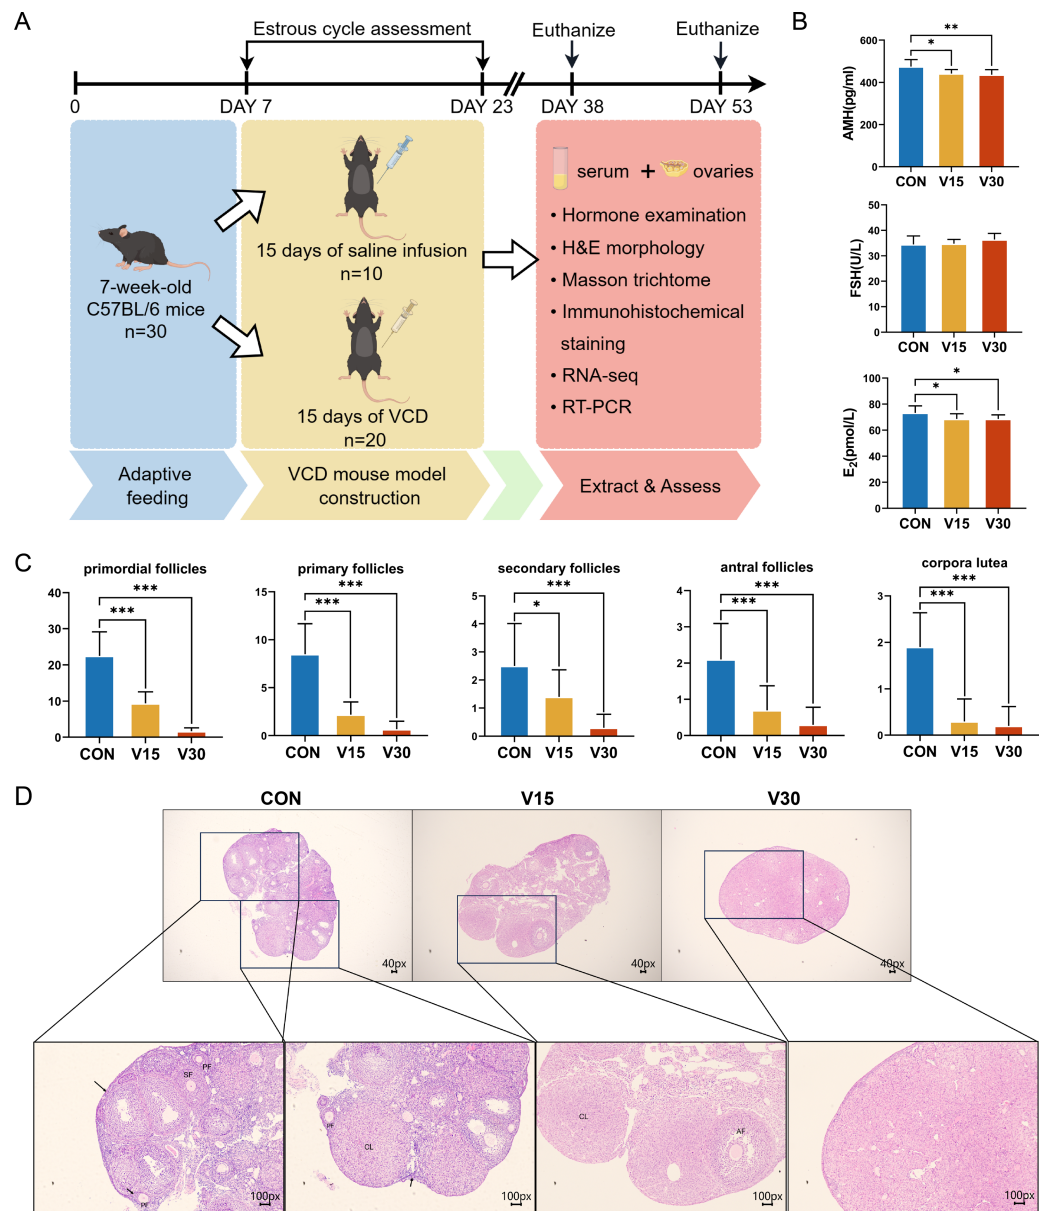 A
Estrous cycle assessment
Euthanize
Euthanize
0
DAY 7
DAY 23
DAY 38
DAY 53
7-week-old
C57BL/6 mice
n=30
15 days of saline infusion
n=10
15 days of VCD
n=20
serum + ovaries
• Hormone examination
• H&E morphology
• Masson trichtome
• Immunohistochemical
staining
• RNA-seq
• RT-PCR
Adaptive
feeding
VCD mouse model
construction
Extract & Assess
B
AMH(pg/ml)
600
400
200
0
**
*
CON V15 V30
FSH(U/L)
50
40
30
20
10
0
CON V15 V30
E2(pmol/L)
100
80
60
40
20
0
*
*
CON V15 V30
C
primordial follicles
40
30
20
10
0
***
***
CON V15 V30
primary follicles
15
10
5
0
***
***
CON V15 V30
secondary follicles
5
4
3
2
1
0
***
*
CON V15 V30
antral follicles
4
3
2
1
0
***
***
CON V15 V30
corpora lutea
3
2
1
0
***
***
CON V15 V30
D
CON V15 V30
40px
40px
40px
SF
PF
PF
100px
PF
CL
100px
CL
AF
100px
100px